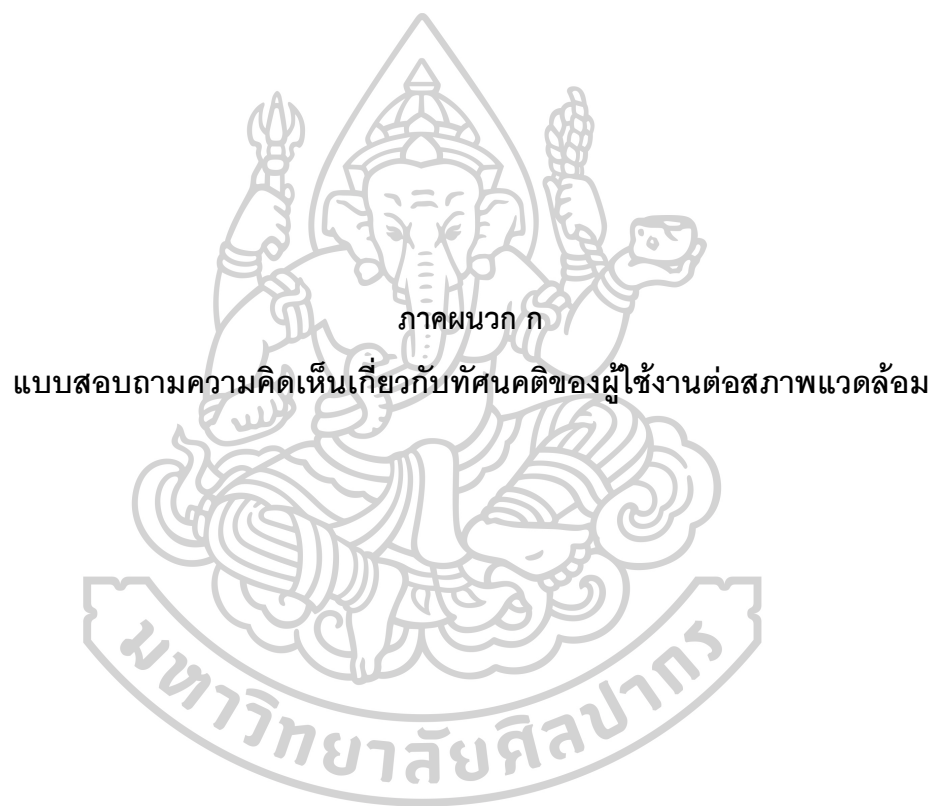 ภาคผนวก ก
แบบสอบถามความคิดเห็นเกี่ยวกับทัศนคติของผู้ใช้งานต่อสภาพแวดล้อม
มหาวิทยาลัยศิลปากร